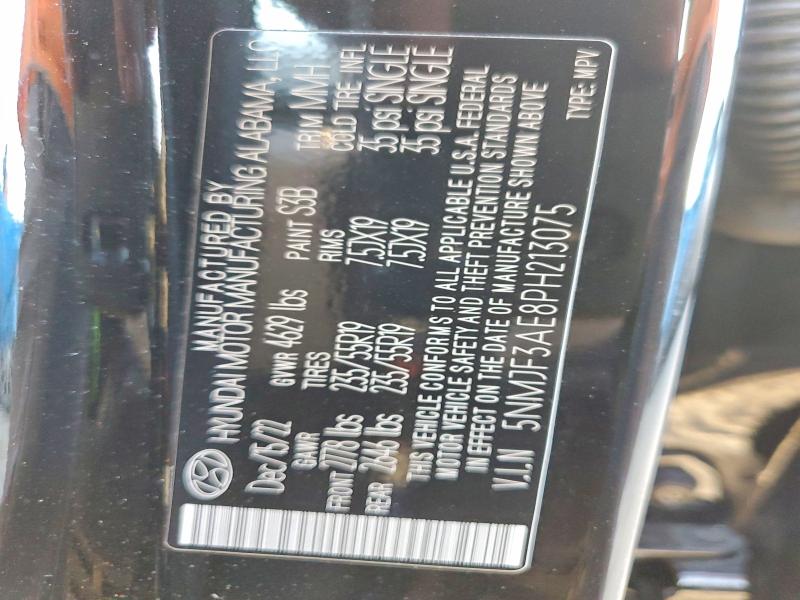 MANUFACTURED BY
HYUNDAI MOTOR MANUFACTURING ALABAMA, LLC
Dec/15/22 GVWR 4629 lbs PAINT S3B TRIM MMH
GAWR TIRES RIMS COLD TIRE INFL
FRONT 2778 lbs 235/55R19 7.5JX19 35 psi SINGLE
REAR 2646 lbs 235/55R19 7.5JX19 35 psi SINGLE
THIS VEHICLE CONFORMS TO ALL APPLICABLE U.S.A. FEDERAL
MOTOR VEHICLE SAFETY AND THEFT PREVENTION STANDARDS
IN EFFECT ON THE DATE OF MANUFACTURE SHOWN ABOVE
V.I.N 5NMJF3AE8PH213075 TYPE: MPV